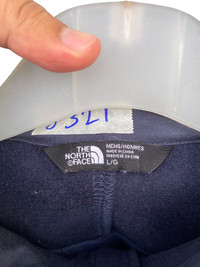 THE
NORTH
FACE
MENS/HOMMES
MADE IN CHINA
FABRIQUÉ EN CHINE
L/G